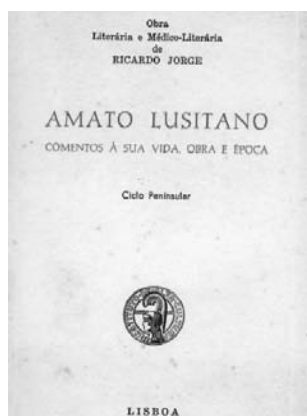 Obra
Literária e Médico-Literária
de
RICARDO JORGE
AMATO LUSITANO
COMENTOS À SUA VIDA, OBRA E ÉPOCA
Ciclo Peninsular
LISBOA